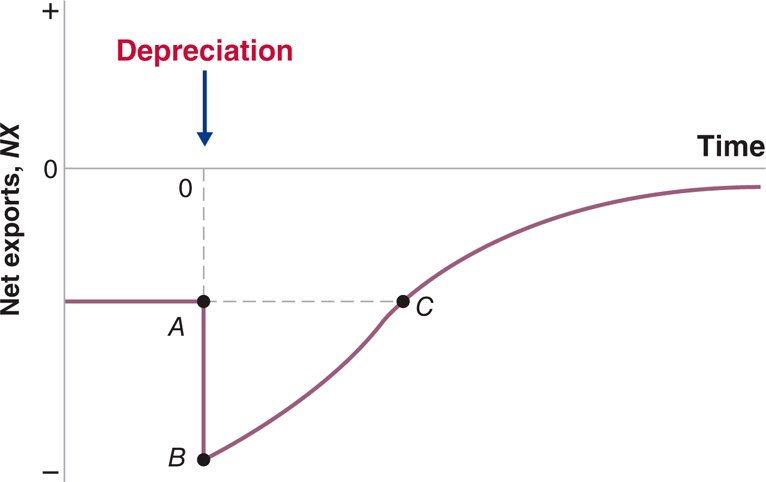 +
Depreciation
Time
0
0
Net exports, NX
A
C
B
–